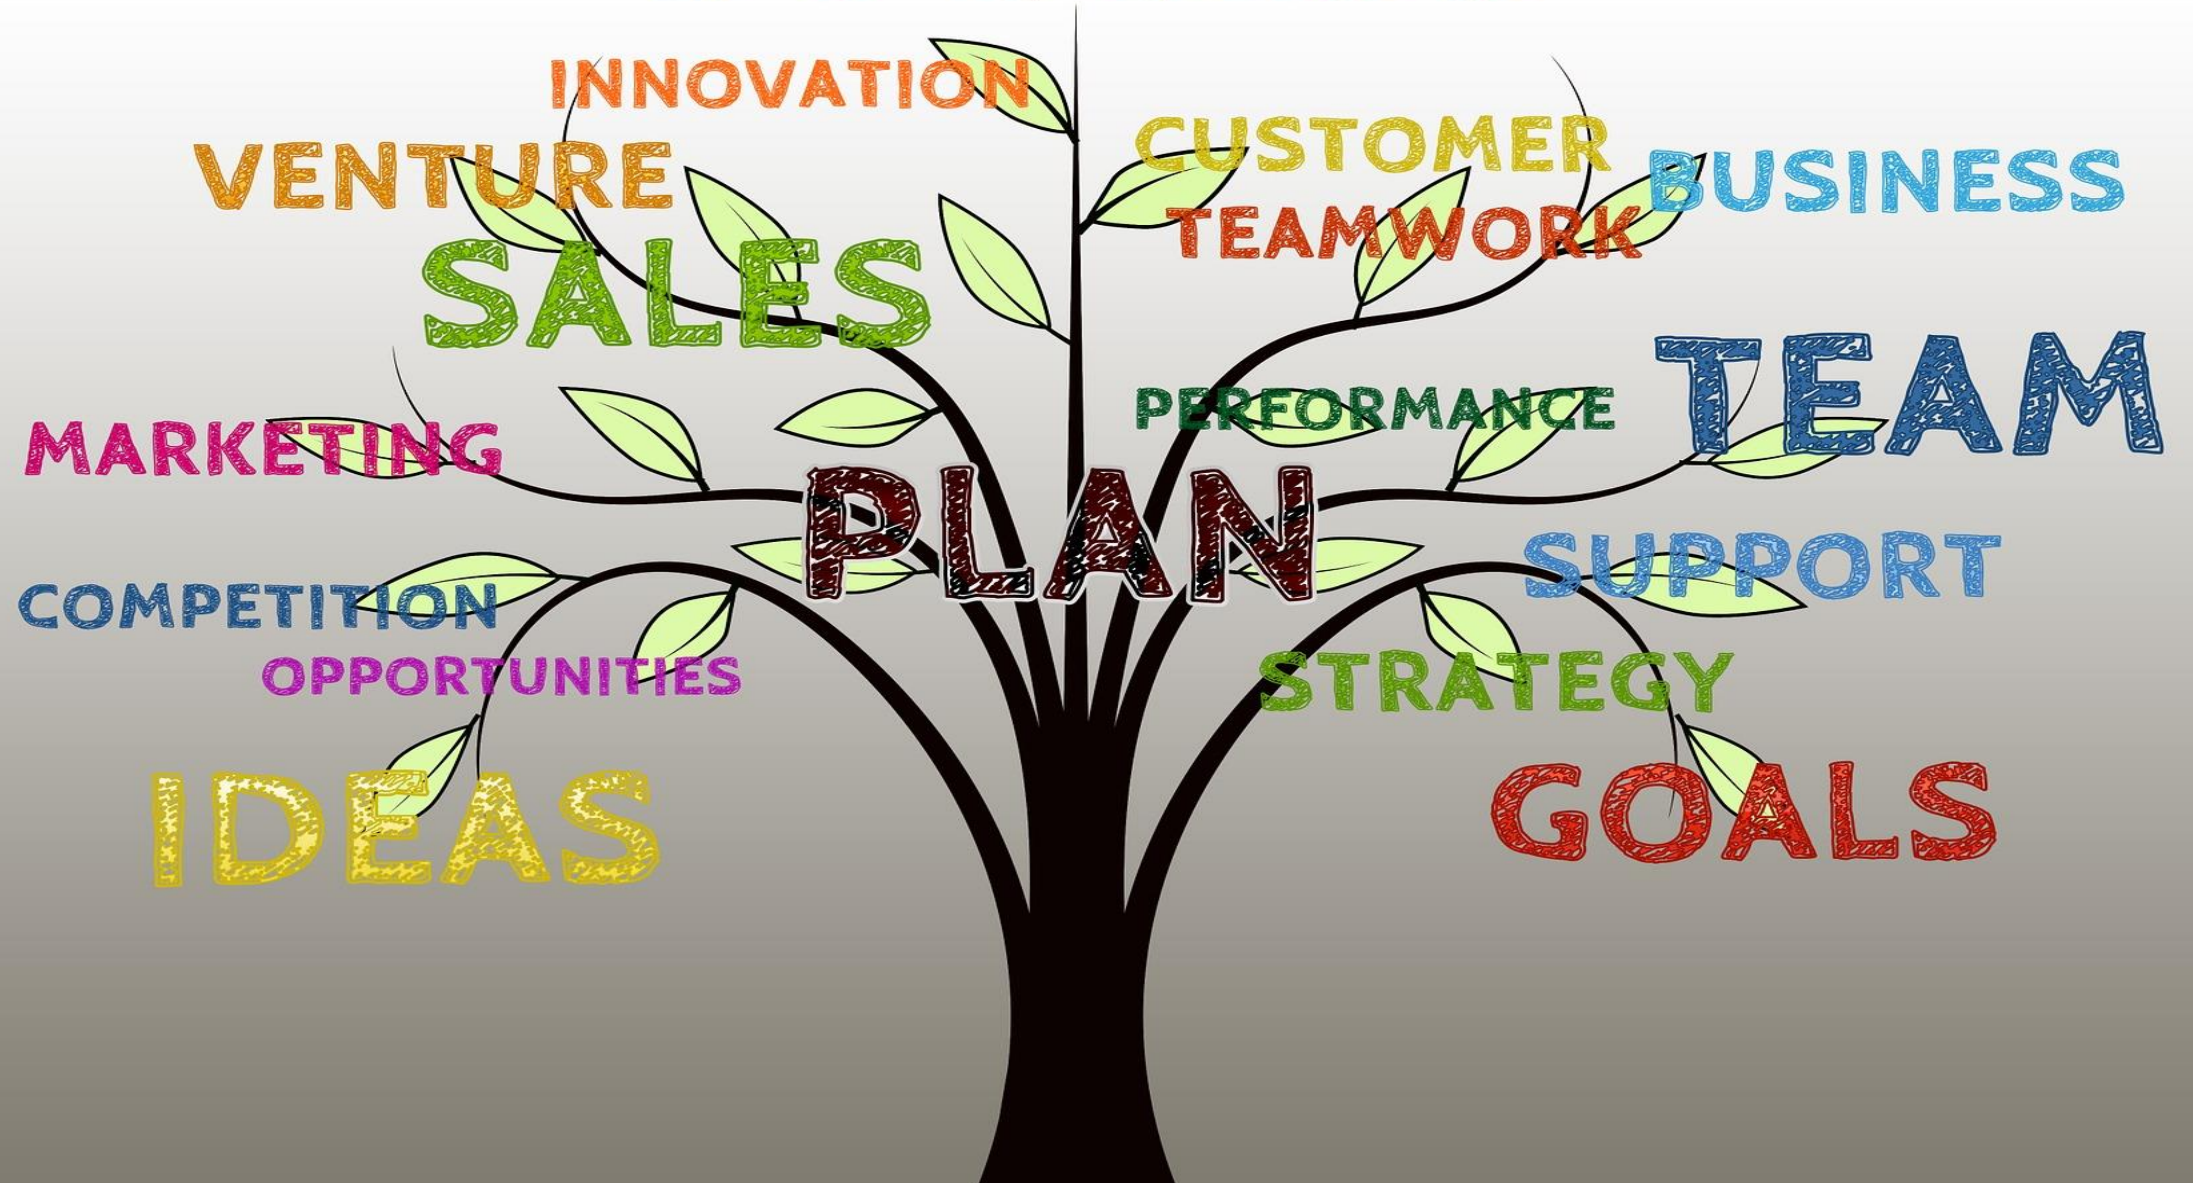 INNOVATION
CUSTOMER
VENTURE
BUSINESS
TEAMWORK
SALES
TEAM
PERFORMANCE
MARKETING
PLAN
SUPPORT
COMPETITION
OPPORTUNITIES
STRATEGY
IDEAS
GOALS